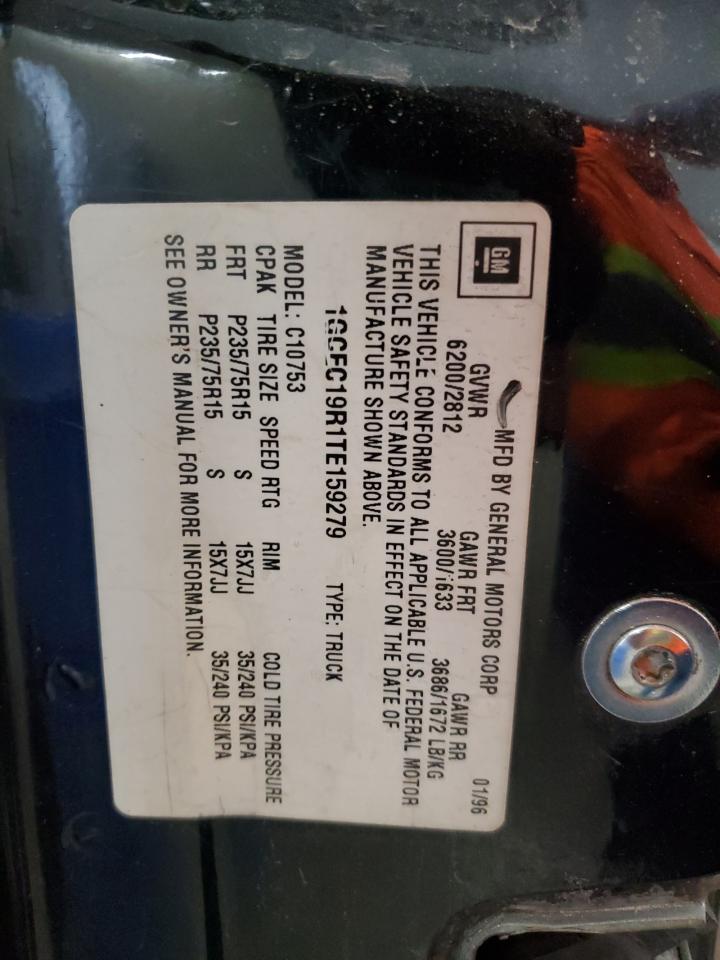 GM
MFD BY GENERAL MOTORS CORP 01/96
GVWR GAWR FRT GAWR RR
6200/2812 3600/1633 3686/1672 LB/KG
THIS VEHICLE CONFORMS TO ALL APPLICABLE U.S. FEDERAL MOTOR
VEHICLE SAFETY STANDARDS IN EFFECT ON THE DATE OF
MANUFACTURE SHOWN ABOVE.
1GCEC19R1TE159279 TYPE: TRUCK
MODEL: C10753
CPAK TIRE SIZE SPEED RTG RIM COLD TIRE PRESSURE
FRT P235/75R15 S 15X7JJ 35/240 PSI/KPA
RR P235/75R15 S 15X7JJ 35/240 PSI/KPA
SEE OWNER'S MANUAL FOR MORE INFORMATION.